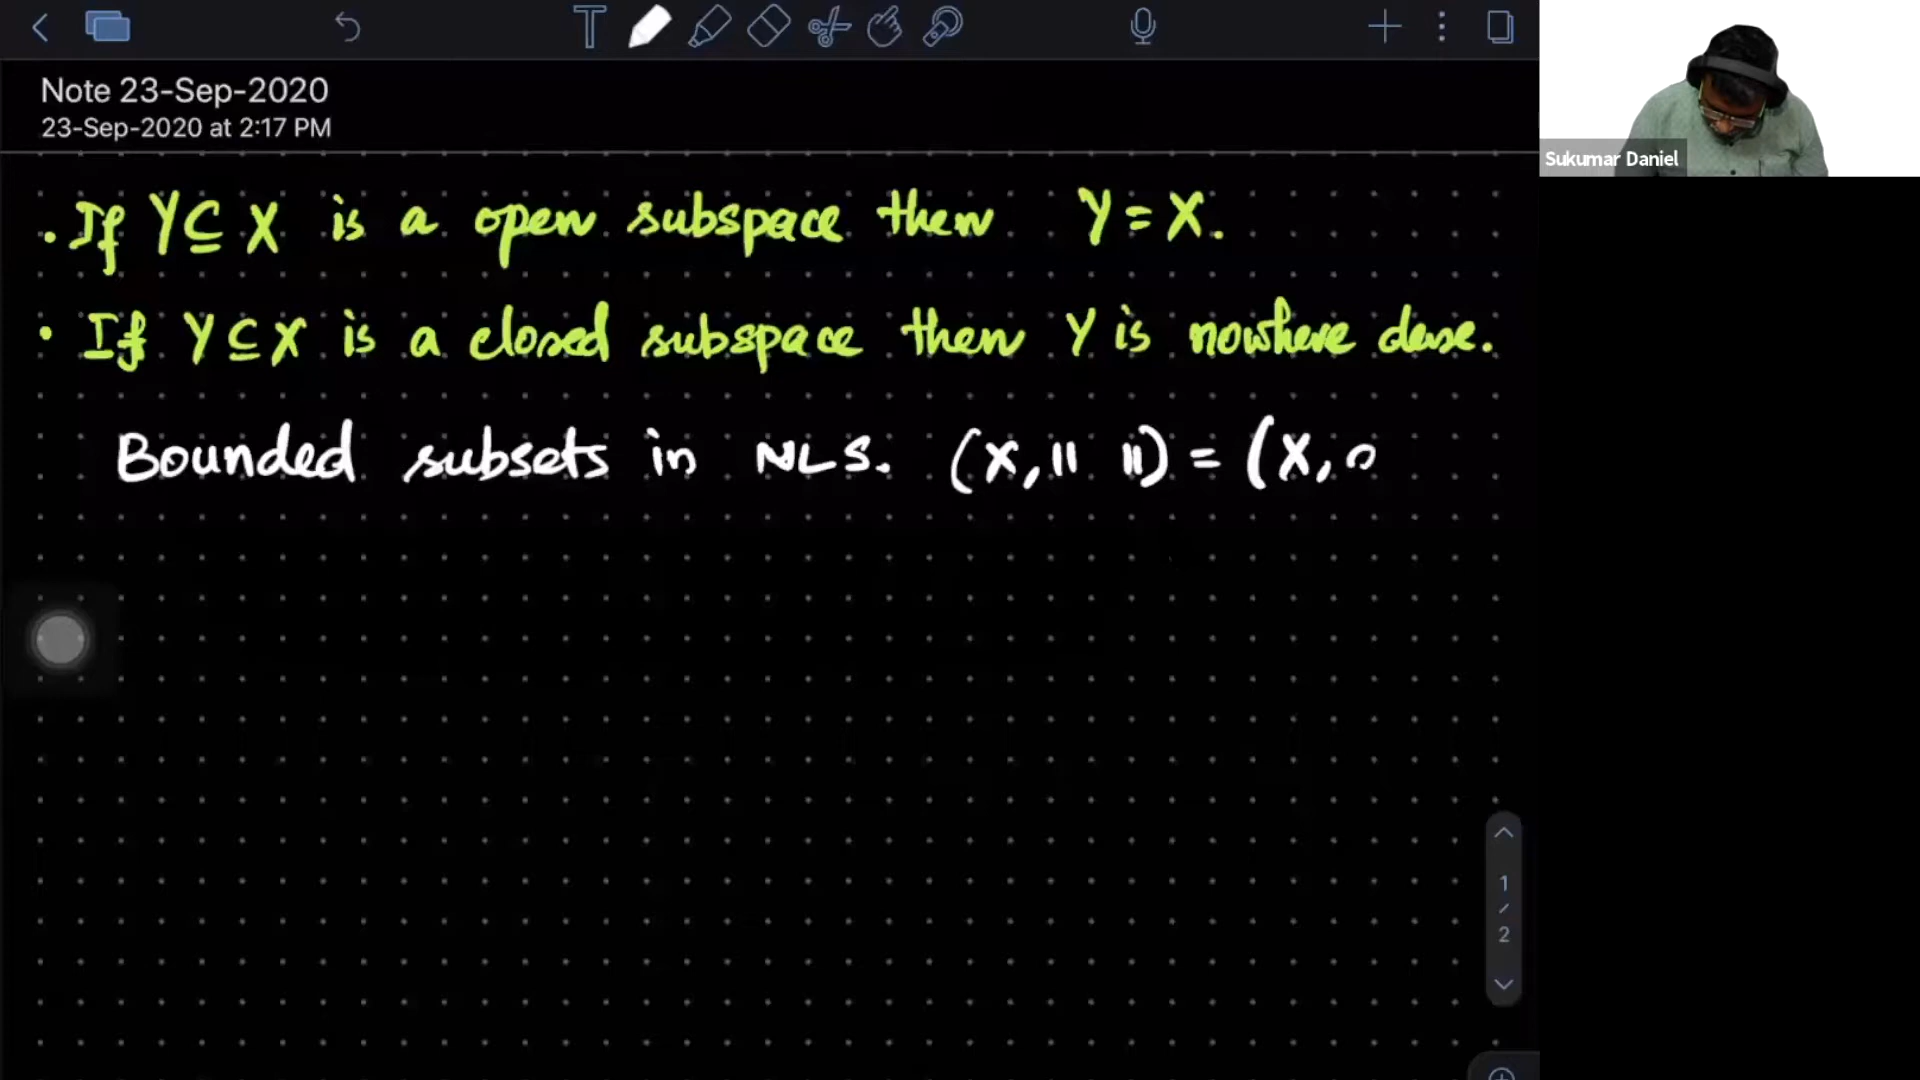 Note 23-Sep-2020
23-Sep-2020 at 2:17 PM
Sukumar Daniel
. If Y ⊆ X is a open subspace then Y = X.
• If Y ⊆ X is a closed subspace then Y is nowhere dense.
Bounded subsets in NLS. (X, || ||) = (X,
1
/
2